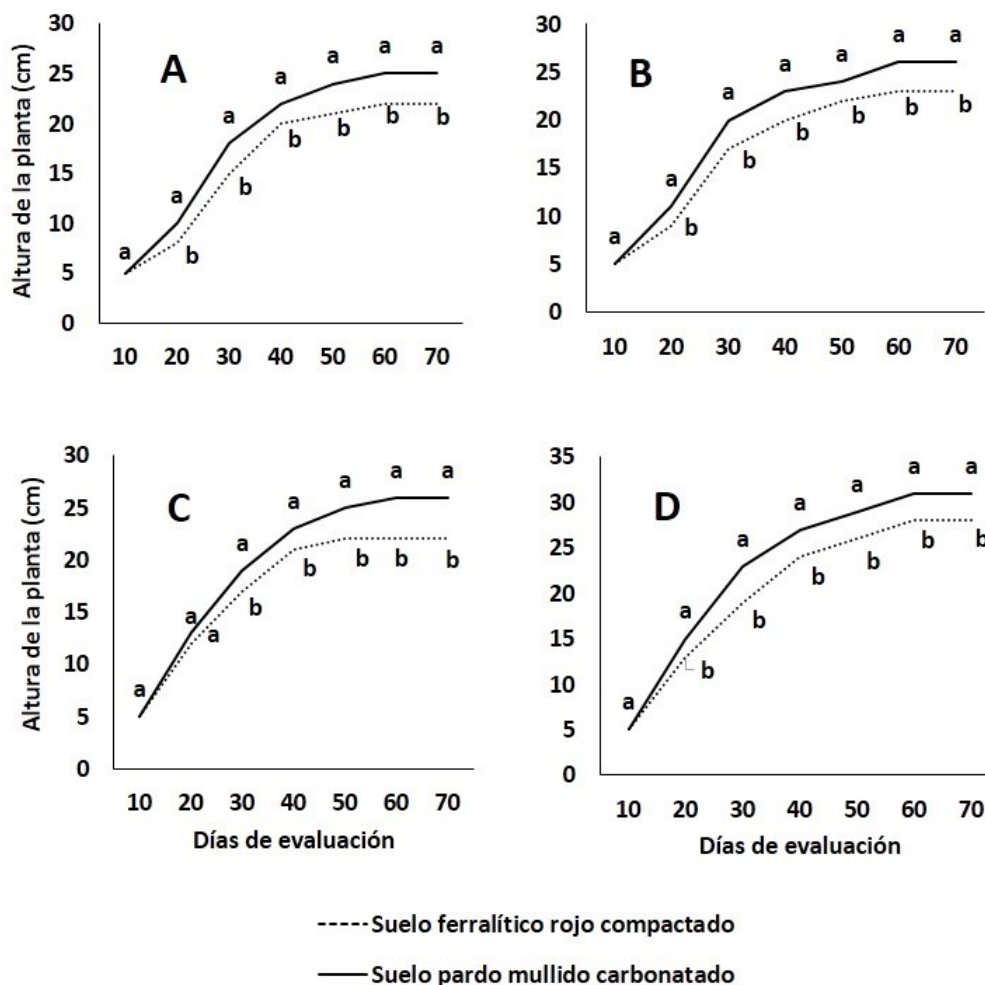 Altura de la planta (cm)
30
25
20
15
10
5
0
A
a a a a a a a
b b b b b b
10 20 30 40 50 60 70
30
25
20
15
10
5
0
B
a a a a a a a
b b b b b b
10 20 30 40 50 60 70
Altura de la planta (cm)
30
25
20
15
10
5
0
C
a a a a a a a
a b b b b b
10 20 30 40 50 60 70
Días de evaluación
35
30
25
20
15
10
5
0
D
a a a a a a a
b b b b b b
10 20 30 40 50 60 70
Días de evaluación
Suelo ferralítico rojo compactado
Suelo pardo mullido carbonatado